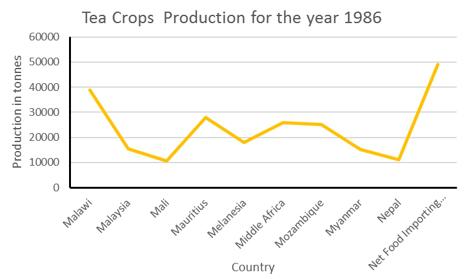 Tea Crops  Production for the year 1986
Production in tonnes
60000
50000
40000
30000
20000
10000
0
Malawi
Malaysia
Mali
Mauritius
Melanesia
Middle Africa
Mozambique
Myanmar
Nepal
Net Food Importing...
Country